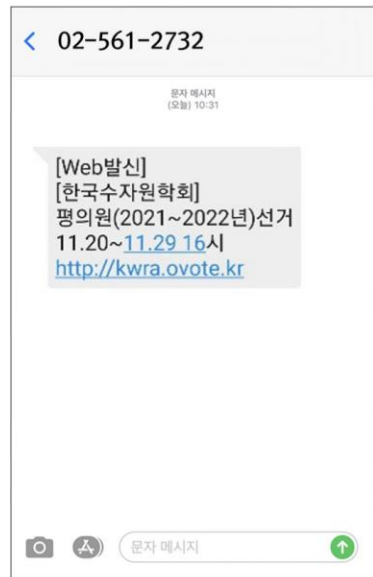 02-561-2732
문자 메시지
(오늘) 10:31
[Web발신]
[한국수자원학회]
평의원(2021~2022년)선거
11.20~11.29 16시
http://kwra.ovote.kr
문자 메시지